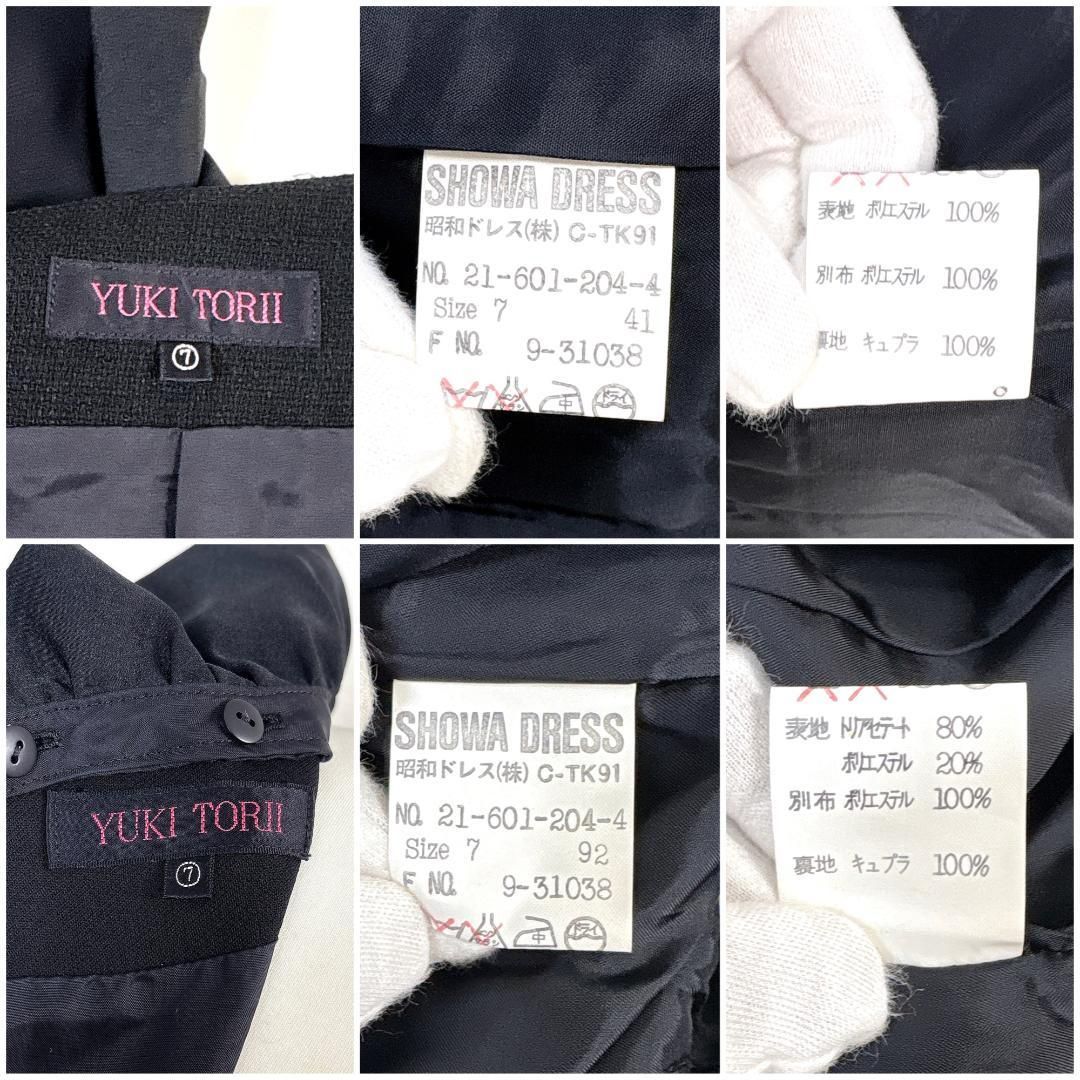 YUKI TORII
7
SHOWA DRESS
昭和ドレス(株) C-TK91
NO. 21-601-204-4
Size 7 41
F NO. 9-31038
中 ドライ
表地 ポリエステル 100%
別布 ポリエステル 100%
裏地 キュプラ 100%
YUKI TORII
7
SHOWA DRESS
昭和ドレス(株) C-TK91
NO. 21-601-204-4
Size 7 92
F NO. 9-31038
中 ドライ
表地 トリアセテート 80%
ポリエステル 20%
別布 ポリエステル 100%
裏地 キュプラ 100%